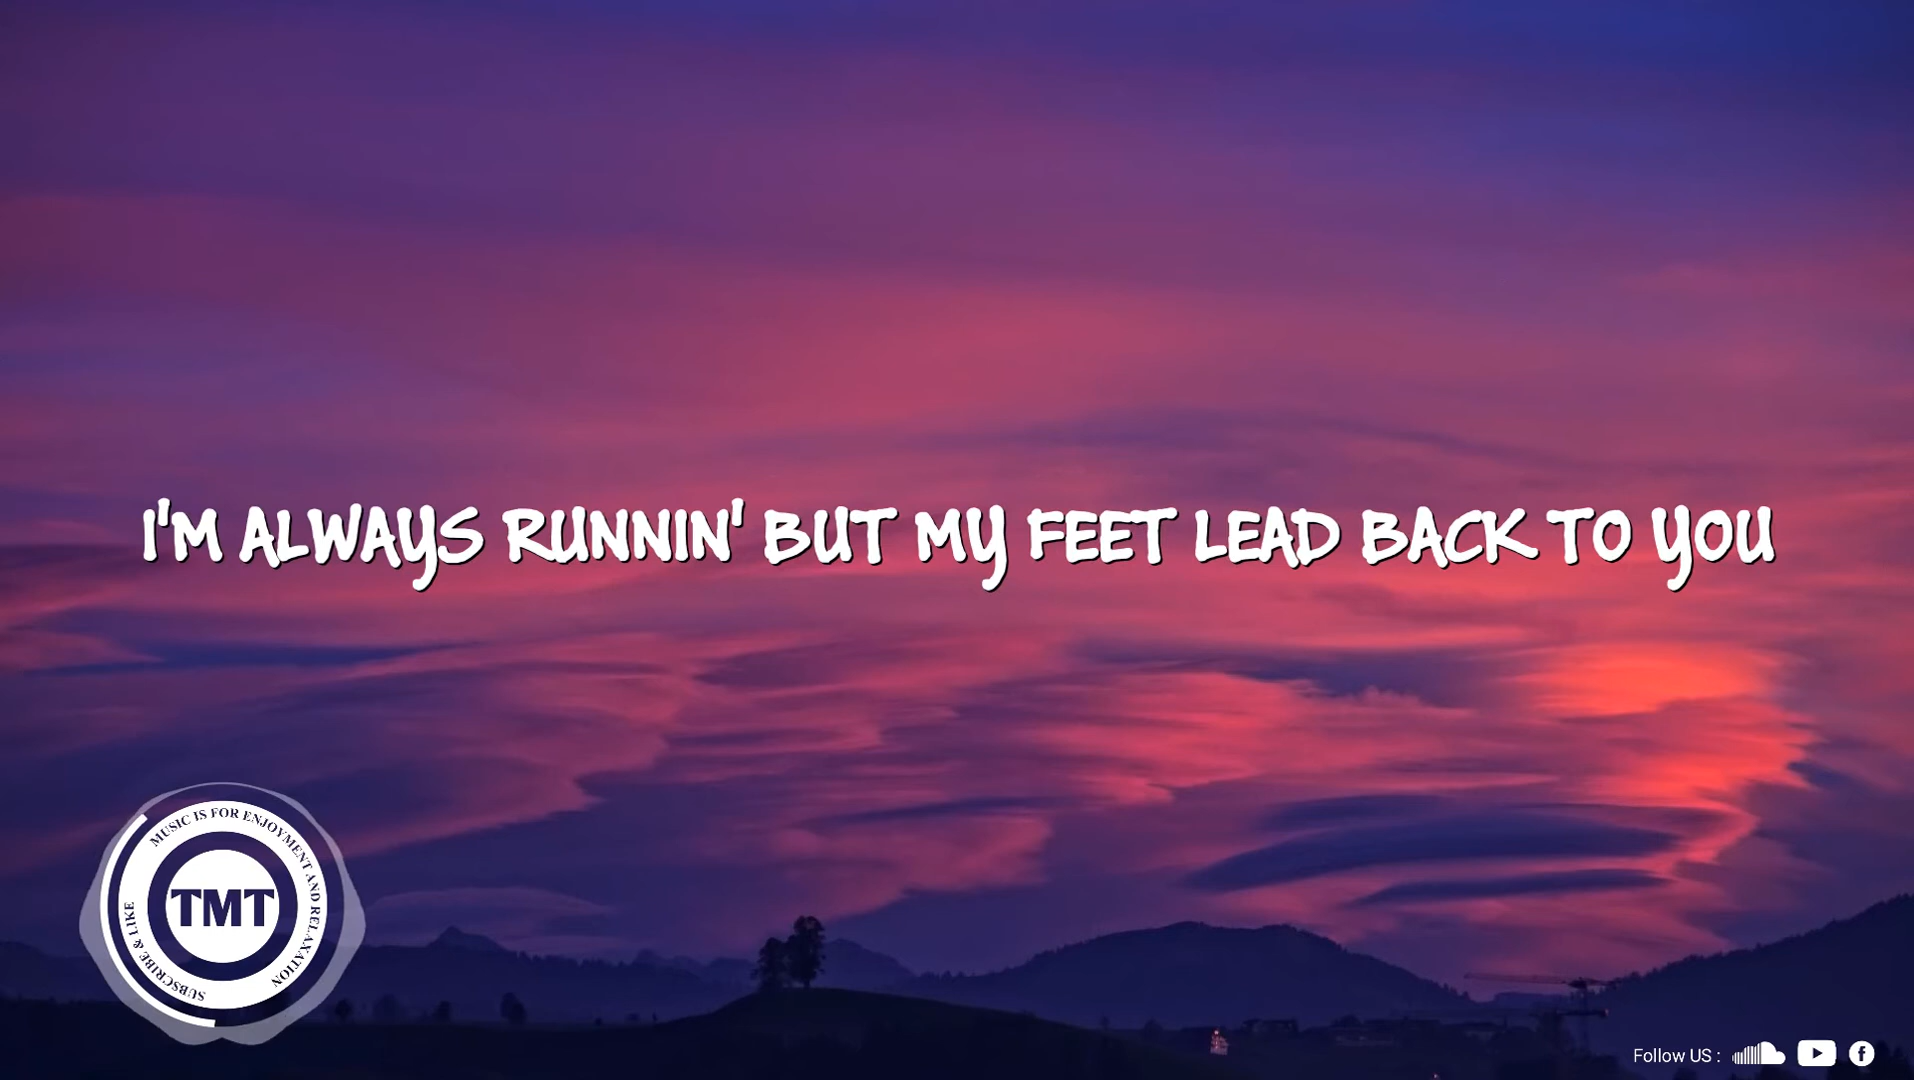 I'M ALWAYS RUNNIN' BUT MY FEET LEAD BACK TO YOU
MUSIC IS FOR ENJOYMENT AND RELAXATION
TMT
SUBSCRIBE & LIKE
Follow US :